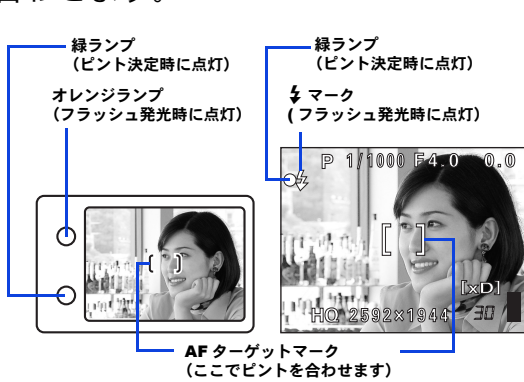 緑ランプ
（ピント決定時に点灯）
オレンジランプ
（フラッシュ発光時に点灯）
緑ランプ
（ピント決定時に点灯）
マーク
( フラッシュ発光時に点灯）
P 1/1000 F4.0 0.0
[ ]
[xD]
HQ 2592×1944 30
AF ターゲットマーク
（ここでピントを合わせます）